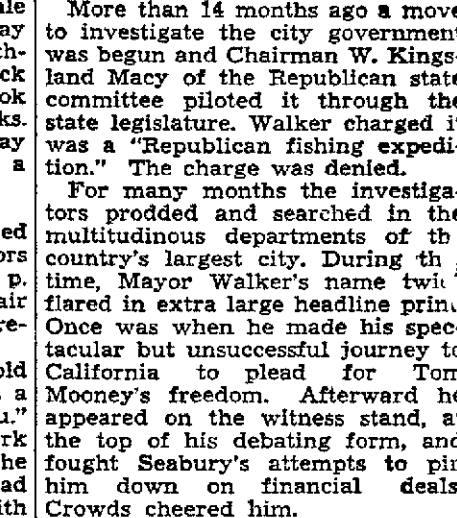 More than 14 months ago a move
to investigate the city government
was begun and Chairman W. Kings-
land Macy of the Republican state
committee piloted it through the
state legislature. Walker charged it
was a "Republican fishing expedi-
tion." The charge was denied.
For many months the investiga-
tors prodded and searched in the
multitudinous departments of th
country's largest city. During th
time, Mayor Walker's name twi
flared in extra large headline prin
Once was when he made his spec-
tacular but unsuccessful journey to
California to plead for Tom
Mooney's freedom. Afterward he
appeared on the witness stand, at
the top of his debating form, and
fought Seabury's attempts to pin
him down on financial deals
Crowds cheered him.